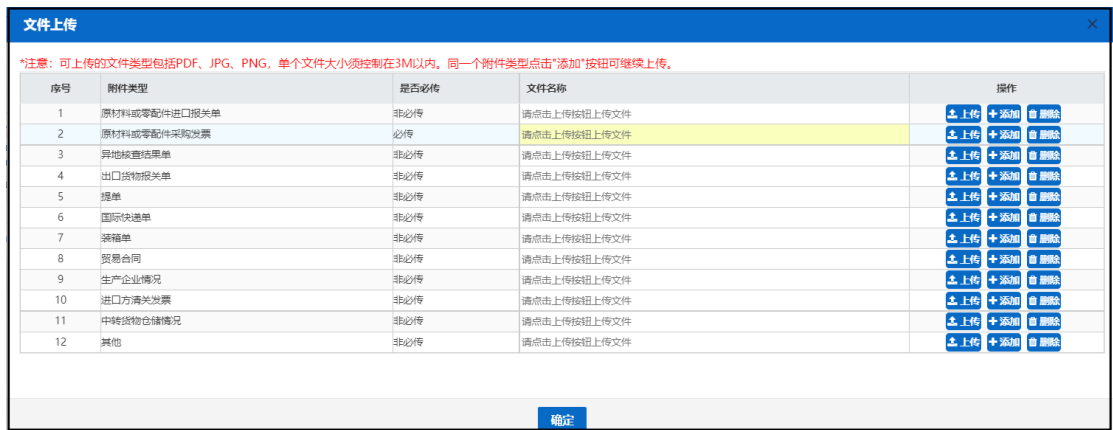 文件上传
*注意：可上传的文件类型包括PDF、JPG、PNG，单个文件大小须控制在3M以内。同一个附件类型点击"添加"按钮可继续上传。
序号 附件类型 是否必传 文件名称 操作
1 原材料或零配件进口报关单 非必传 请点击上传按钮上传文件 上传 添加 删除
2 原材料或零配件采购发票 必传 请点击上传按钮上传文件 上传 添加 删除
3 异地核查结果单 非必传 请点击上传按钮上传文件 上传 添加 删除
4 出口货物报关单 非必传 请点击上传按钮上传文件 上传 添加 删除
5 提单 非必传 请点击上传按钮上传文件 上传 添加 删除
6 国际快递单 非必传 请点击上传按钮上传文件 上传 添加 删除
7 装箱单 非必传 请点击上传按钮上传文件 上传 添加 删除
8 贸易合同 非必传 请点击上传按钮上传文件 上传 添加 删除
9 生产企业情况 非必传 请点击上传按钮上传文件 上传 添加 删除
10 进口方清关发票 非必传 请点击上传按钮上传文件 上传 添加 删除
11 中转货物仓储情况 非必传 请点击上传按钮上传文件 上传 添加 删除
12 其他 非必传 请点击上传按钮上传文件 上传 添加 删除
确定